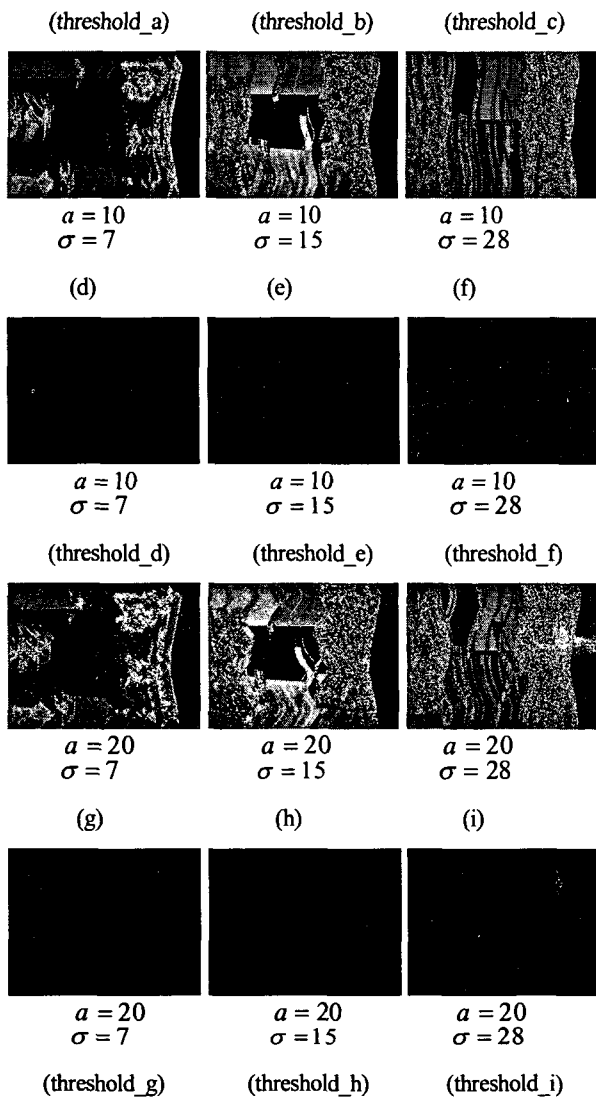 (threshold_a) (threshold_b) (threshold_c)
a = 10 a = 10 a = 10
σ = 7 σ = 15 σ = 28
(d) (e) (f)
a = 10 a = 10 a = 10
σ = 7 σ = 15 σ = 28
(threshold_d) (threshold_e) (threshold_f)
a = 20 a = 20 a = 20
σ = 7 σ = 15 σ = 28
(g) (h) (i)
a = 20 a = 20 a = 20
σ = 7 σ = 15 σ = 28
(threshold_g) (threshold_h) (threshold_i)